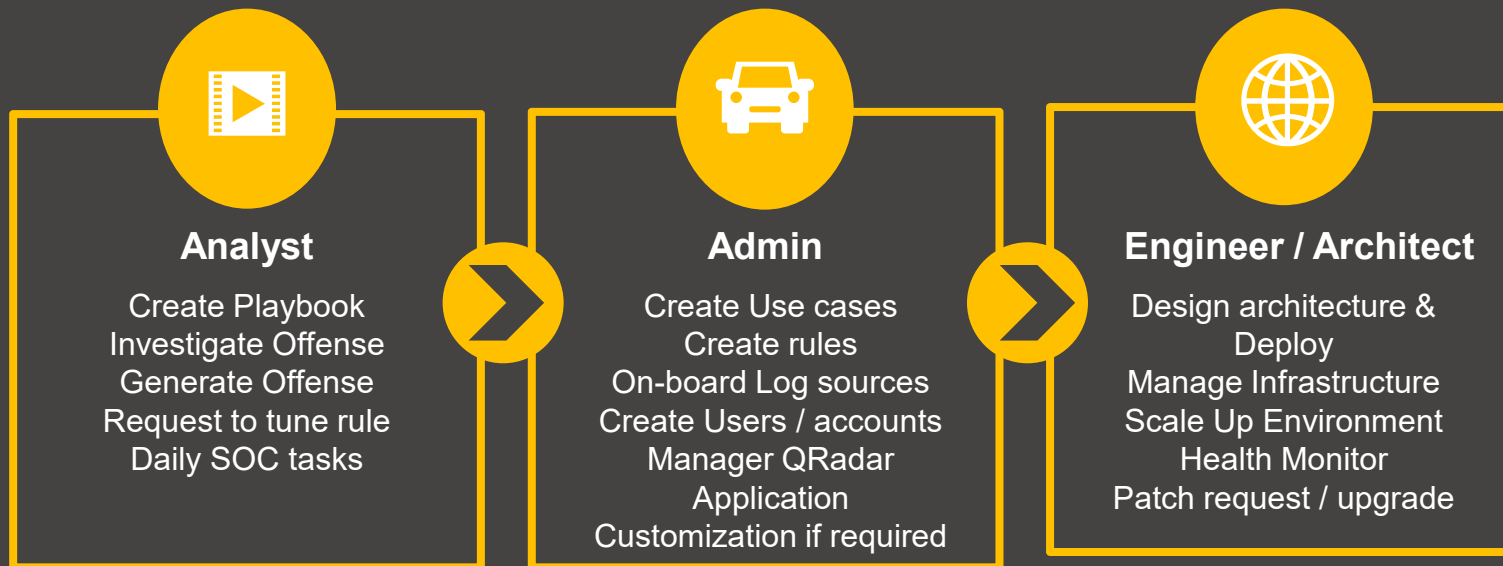 Analyst
Create Playbook
Investigate Offense
Generate Offense
Request to tune rule
Daily SOC tasks
Admin
Create Use cases
Create rules
On-board Log sources
Create Users / accounts
Manager QRadar
Application
Customization if required
Engineer / Architect
Design architecture &
Deploy
Manage Infrastructure
Scale Up Environment
Health Monitor
Patch request / upgrade